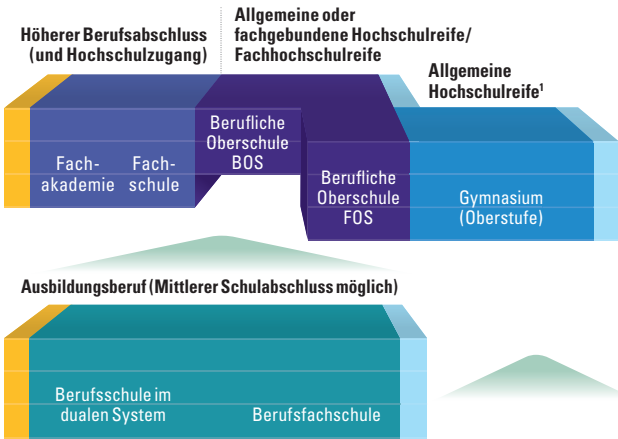 Höherer Berufsabschluss
(und Hochschulzugang)
Allgemeine oder
fachgebundene Hochschulreife/
Fachhochschulreife
Allgemeine
Hochschulreife¹
Fach-
akademie
Fach-
schule
Berufliche
Oberschule
BOS
Berufliche
Oberschule
FOS
Gymnasium
(Oberstufe)
Ausbildungsberuf (Mittlerer Schulabschluss möglich)
Berufsschule im
dualen System
Berufsfachschule